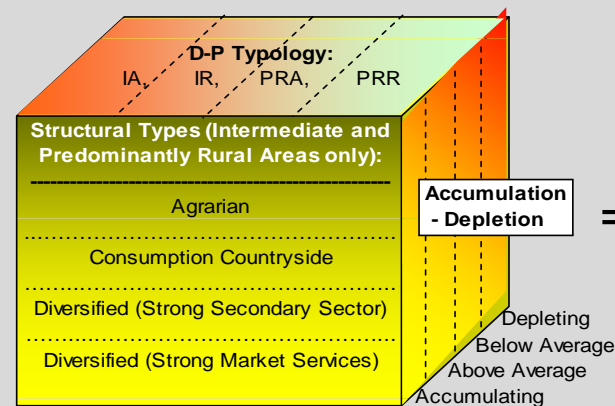 D-P Typology:
IA, IR, PRA, PRR
Structural Types (Intermediate and
Predominantly Rural Areas only):
Agrarian
Consumption Countryside
Diversified (Strong Secondary Sector)
Diversified (Strong Market Services)
Accumulation
- Depletion
=
Depleting
Below Average
Above Average
Accumulating